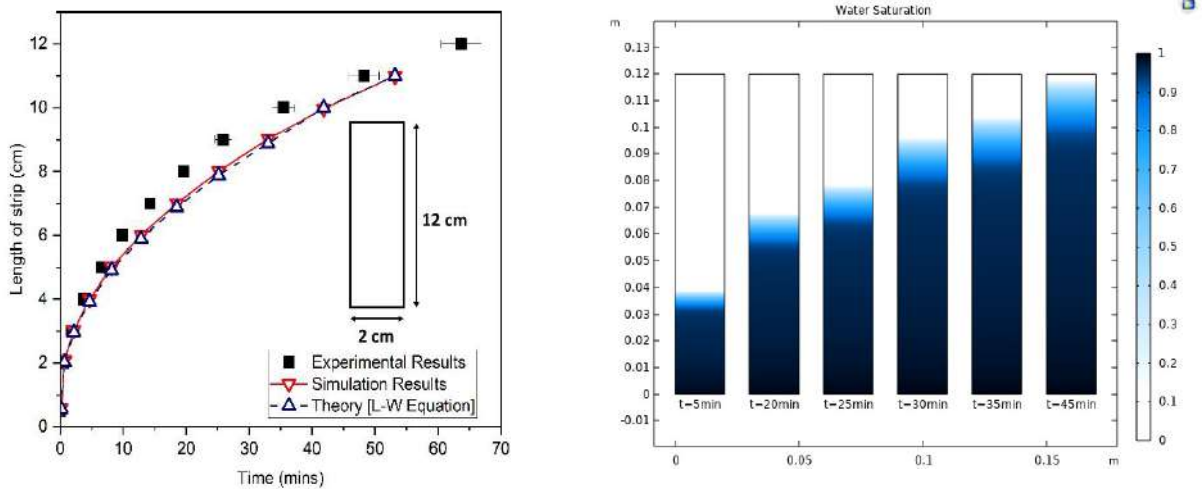 12
10
8
6
4
2
0
Length of strip (cm)
12 cm
2 cm
Experimental Results
Simulation Results
Theory [L-W Equation]
0 10 20 30 40 50 60 70
Time (mins)
Water Saturation
m
0.13
0.12
0.11
0.1
0.09
0.08
0.07
0.06
0.05
0.04
0.03
0.02
0.01
0
-0.01
t=5min t=20min t=25min t=30min t=35min t=45min
0 0.05 0.1 0.15 m
1
0.9
0.8
0.7
0.6
0.5
0.4
0.3
0.2
0.1
0